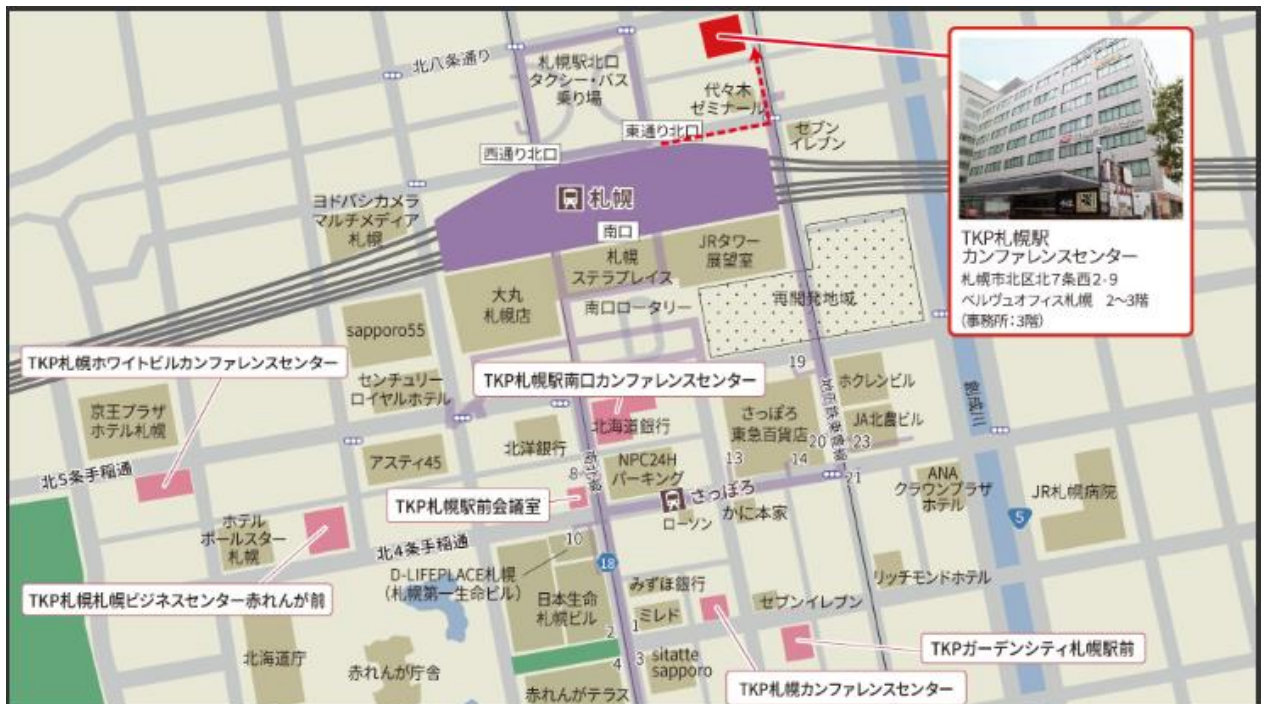 北八条通り
札幌駅北口
タクシー・バス
乗り場
代々木
ゼミナール
東通り北口
セブン
イレブン
西通り北口
ヨドバシカメラ
マルチメディア
札幌
札幌
南口
札幌
ステラプレイス
JRタワー
展望室
TKP札幌駅
カンファレンスセンター
札幌市北区北7条西2-9
ベルヴュオフィス札幌 2~3階
(事務所:3階)
大丸
札幌店
南口ロータリー
再開発地域
sapporo55
TKP札幌ホワイトビルカンファレンスセンター
センチュリー
ロイヤルホテル
TKP札幌駅南口カンファレンスセンター
19
地下鉄東豊線
ホクレンビル
創成川
京王プラザ
ホテル札幌
北海道銀行
さっぽろ
東急百貨店
JA北農ビル
20
23
北5条手稲通
アスティ45
北洋銀行
8
南北線
NPC24H
パーキング
13
14
21
ANA
クラウンプラザ
ホテル
JR札幌病院
TKP札幌駅前会議室
さっぽろ
ローソン
かに本家
5
ホテル
ポールスター
札幌
北4条手稲通
10
18
D-LIFEPLACE札幌
(札幌第一生命ビル)
みずほ銀行
リッチモンドホテル
TKP札幌札幌ビジネスセンター赤れんが前
日本生命
札幌ビル
ミレド
セブンイレブン
2
1
北海道庁
赤れんが庁舎
4
3
sitatte
sapporo
TKPガーデンシティ札幌駅前
赤れんがテラス
TKP札幌カンファレンスセンター